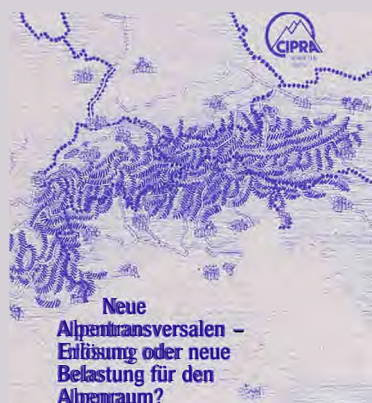 CIPRA
Neue
Alpentransversalen –
Erlösung oder neue
Belastung für den
Alpenraum?